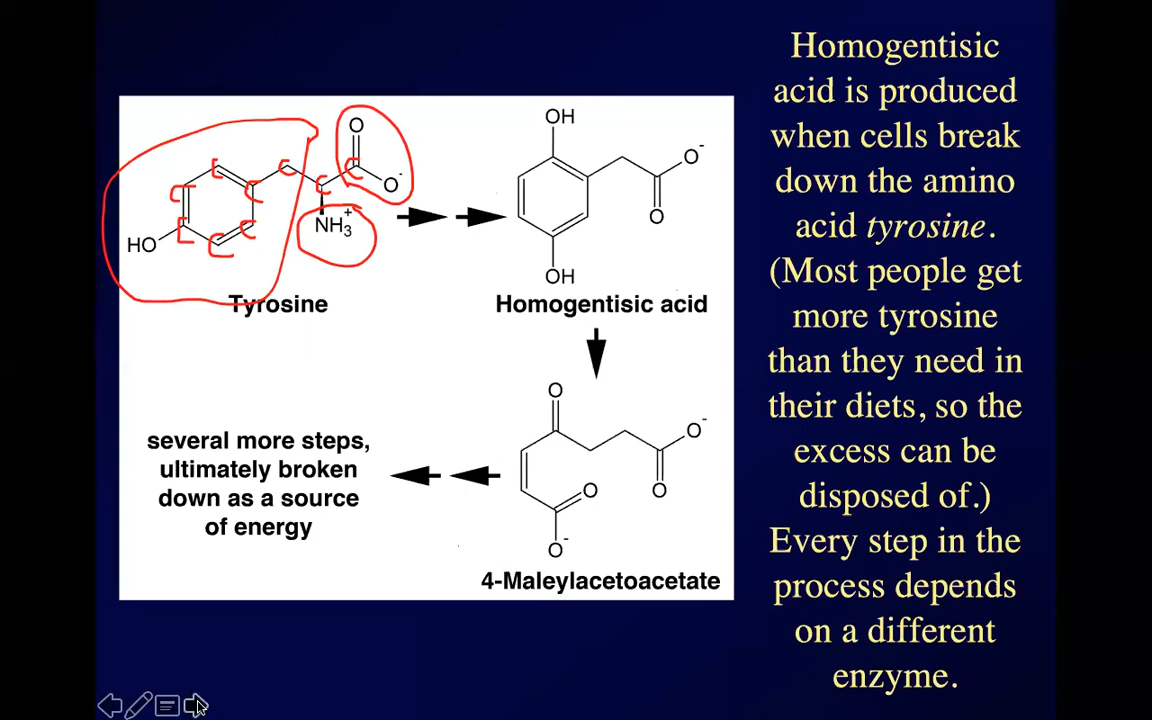 O
O-
NH3+
HO
Tyrosine
OH
O-
O
OH
Homogentisic acid
O
O-
O
O
O-
4-Maleylacetoacetate
several more steps,
ultimately broken
down as a source
of energy
Homogentisic
acid is produced
when cells break
down the amino
acid tyrosine.
(Most people get
more tyrosine
than they need in
their diets, so the
excess can be
disposed of.)
Every step in the
process depends
on a different
enzyme.